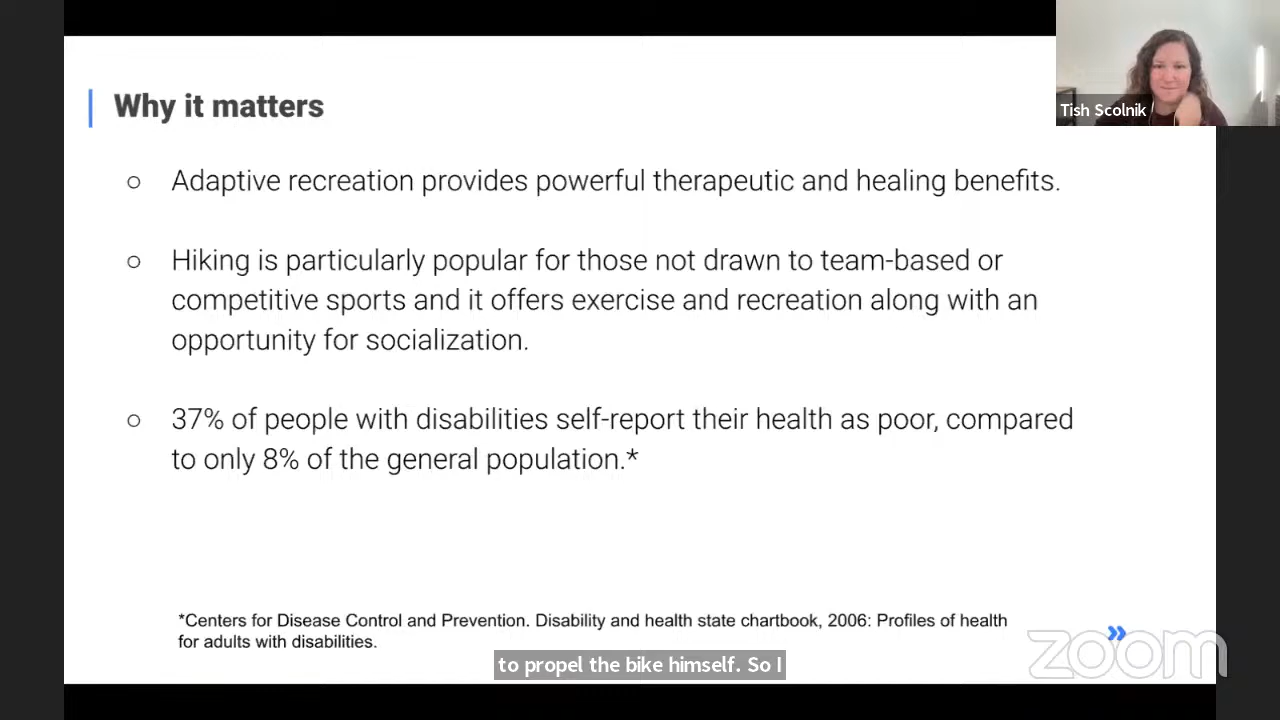 Why it matters
Tish Scolnik
○ Adaptive recreation provides powerful therapeutic and healing benefits.
○ Hiking is particularly popular for those not drawn to team-based or
competitive sports and it offers exercise and recreation along with an
opportunity for socialization.
○ 37% of people with disabilities self-report their health as poor, compared
to only 8% of the general population.*
*Centers for Disease Control and Prevention. Disability and health state chartbook, 2006: Profiles of health
for adults with disabilities.
zoom
to propel the bike himself. So I